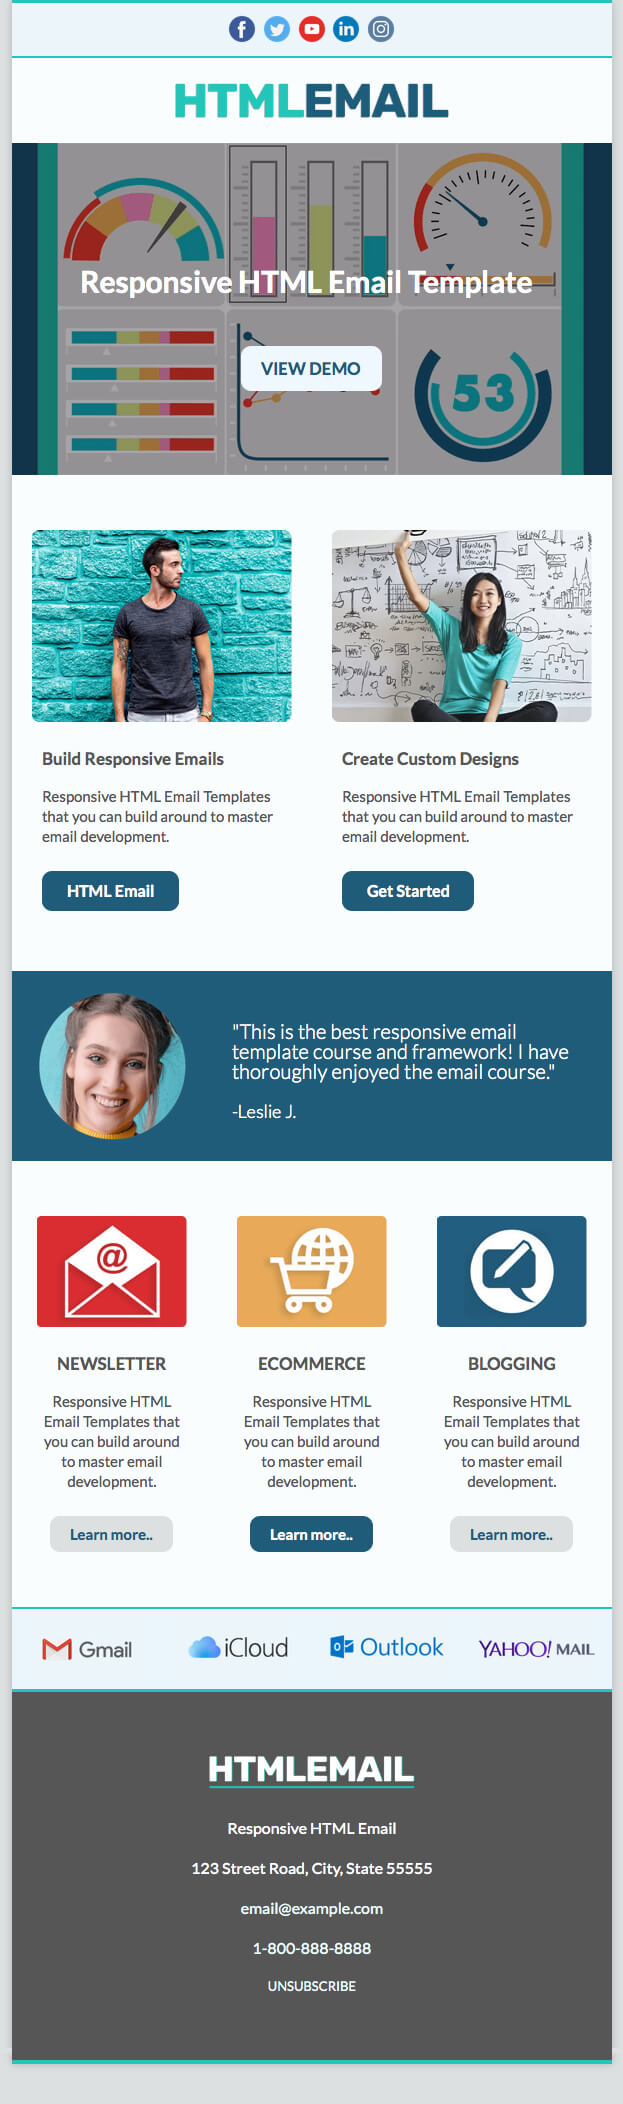 HTMLEMAIL
Responsive HTML Email Template
VIEW DEMO
53
Build Responsive Emails
Responsive HTML Email Templates
that you can build around to master
email development.
HTML Email
Create Custom Designs
Responsive HTML Email Templates
that you can build around to master
email development.
Get Started
"This is the best responsive email
template course and framework! I have
thoroughly enjoyed the email course."
-Leslie J.
NEWSLETTER
Responsive HTML
Email Templates that
you can build around
to master email
development.
Learn more..
ECOMMERCE
Responsive HTML
Email Templates that
you can build around
to master email
development.
Learn more..
BLOGGING
Responsive HTML
Email Templates that
you can build around
to master email
development.
Learn more..
Gmail
iCloud
Outlook
YAHOO! MAIL
HTMLEMAIL
Responsive HTML Email
123 Street Road, City, State 55555
email@example.com
1-800-888-8888
UNSUBSCRIBE